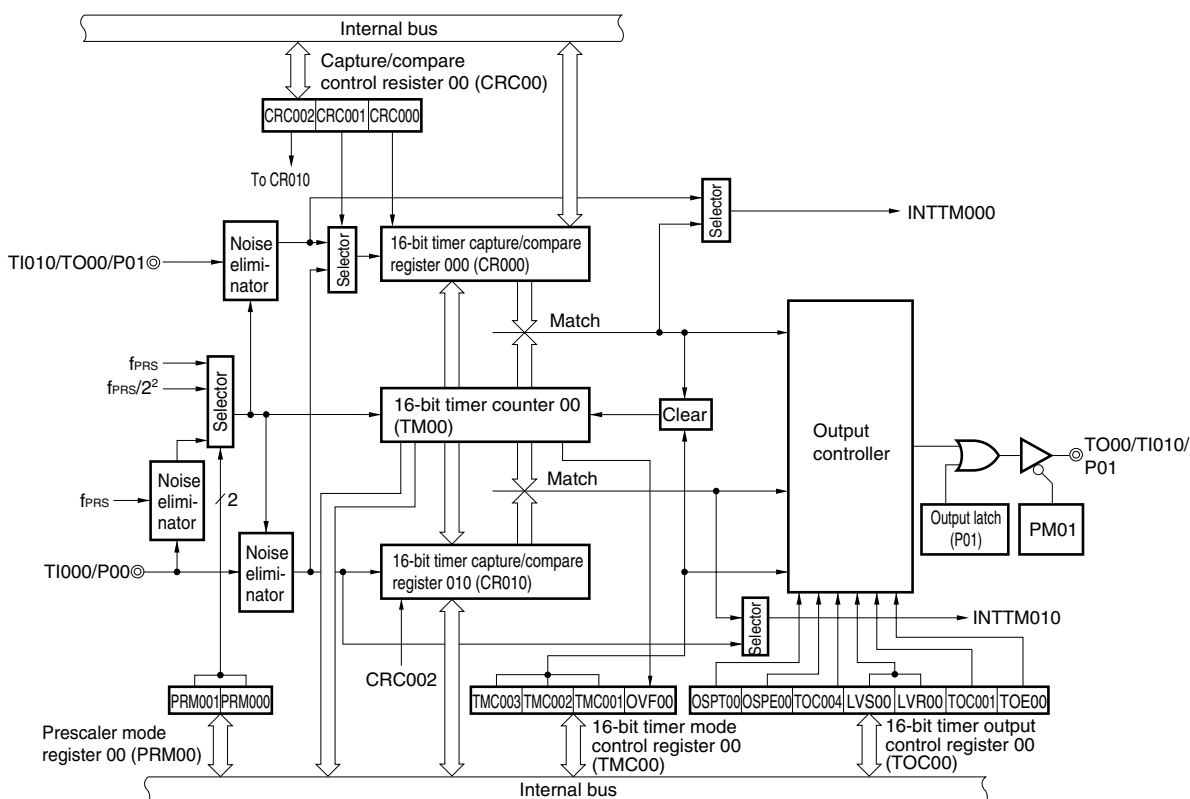 Internal bus
Capture/compare
control resister 00 (CRC00)
CRC002 CRC001 CRC000
To CR010
Selector
INTTM000
TI010/TO00/P01
Noise
elimi-
nator
Selector
16-bit timer capture/compare
register 000 (CR000)
Match
fPRS
fPRS/2²
Selector
16-bit timer counter 00
(TM00)
Clear
Output
controller
TO00/TI010/
P01
fPRS
Noise
elimi-
nator
2
Match
Output latch
(P01)
PM01
TI000/P00
Noise
elimi-
nator
16-bit timer capture/compare
register 010 (CR010)
Selector
INTTM010
CRC002
PRM001 PRM000
TMC003 TMC002 TMC001 OVF00
OSPT00 OSPE00 TOC004 LVS00 LVR00 TOC001 TOE00
Prescaler mode
register 00 (PRM00)
16-bit timer mode
control register 00
(TMC00)
16-bit timer output
control register 00
(TOC00)
Internal bus